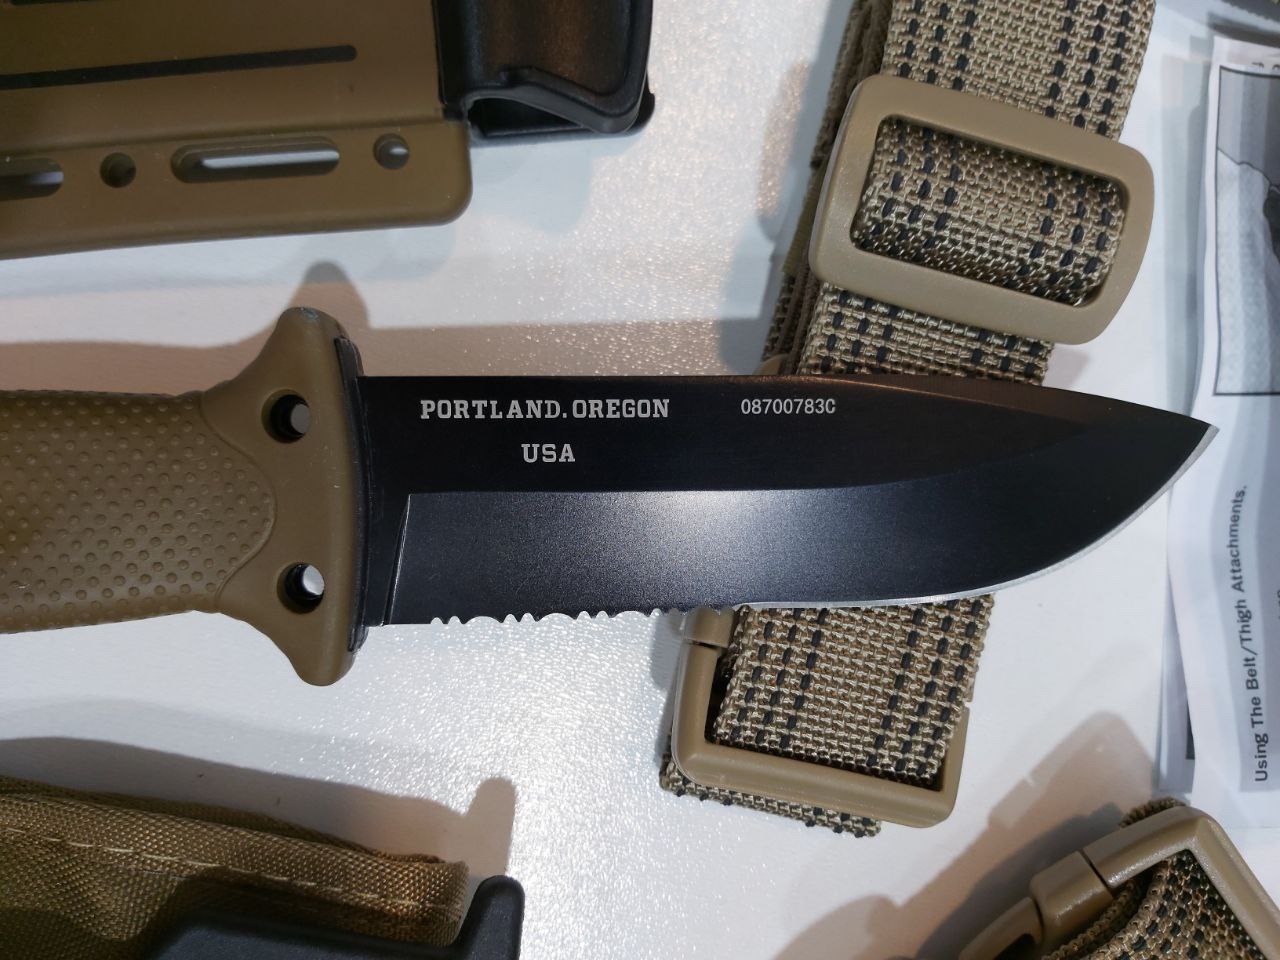 PORTLAND.OREGON
USA
08700783C
Using The Belt/Thigh Attachments.